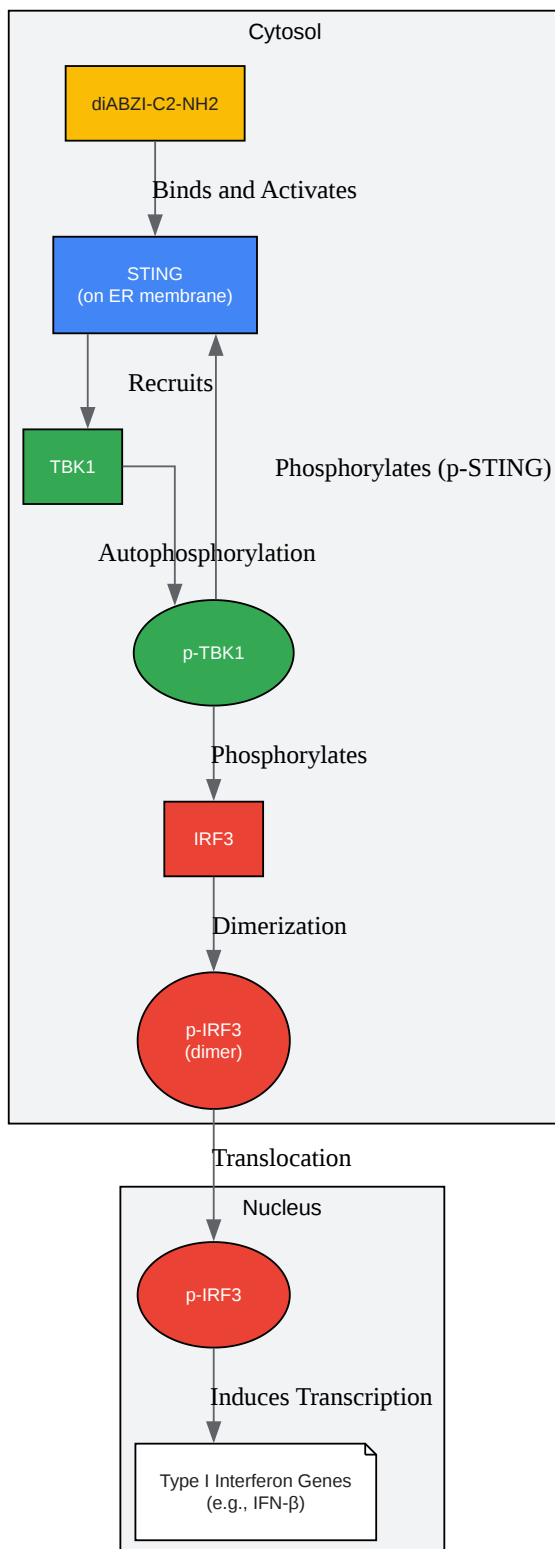 Cytosol
diABZI-C2-NH2
Binds and Activates
STING
(on ER membrane)
Recruits
TBK1
Phosphorylates (p-STING)
Autophosphorylation
p-TBK1
Phosphorylates
IRF3
Dimerization
p-IRF3
(dimer)
Translocation
Nucleus
p-IRF3
Induces Transcription
Type I Interferon Genes
(e.g., IFN-β)